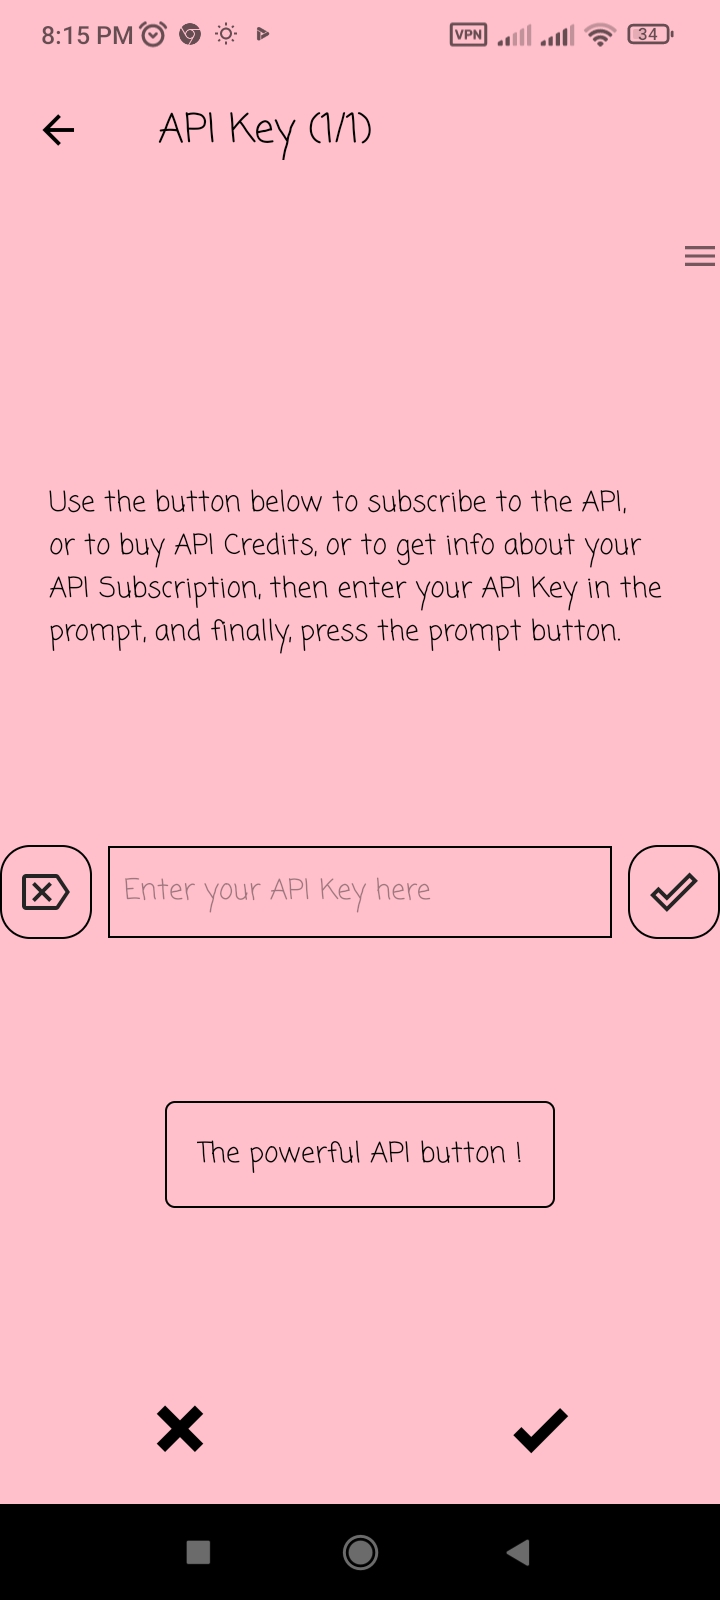 8:15 PM VPN 34
API Key (1/1)
Use the button below to subscribe to the API,
or to buy API Credits, or to get info about your
API Subscription, then enter your API Key in the
prompt, and finally, press the prompt button.
Enter your API Key here
The powerful API button !